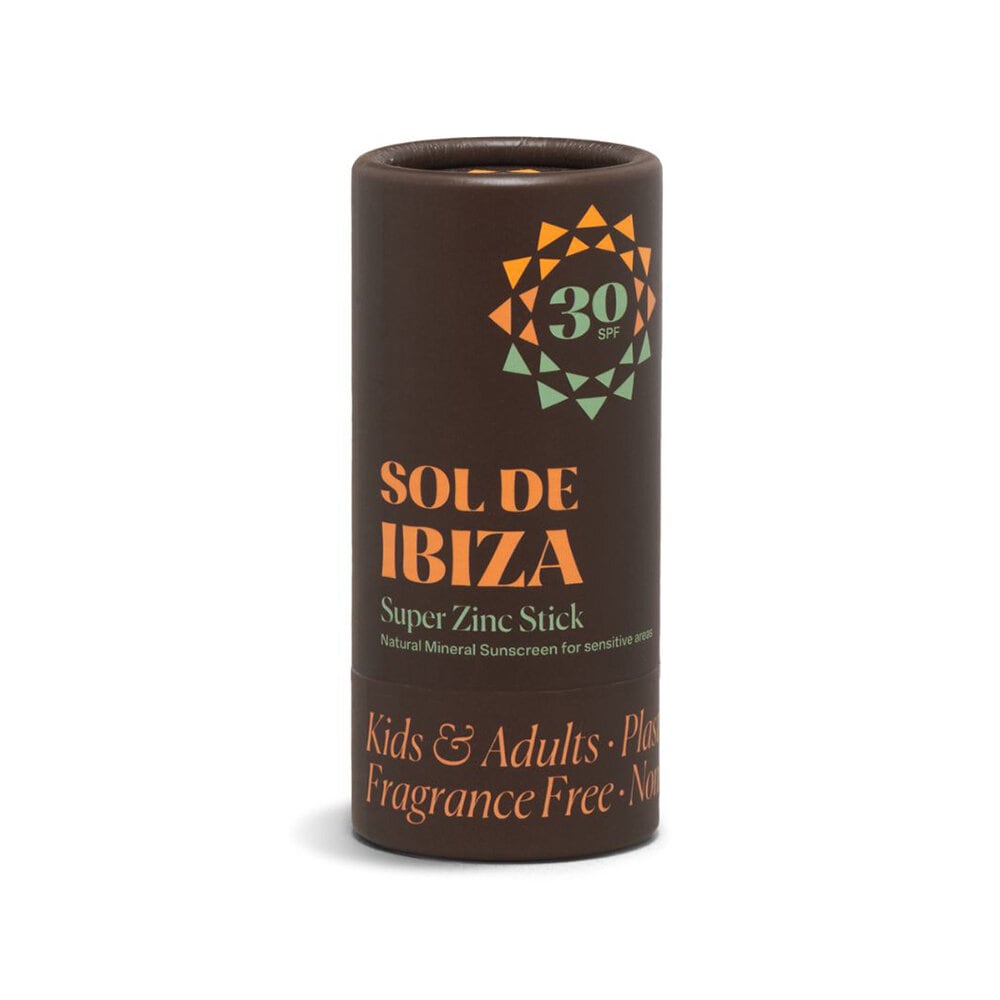 30
SPF
SOL DE
IBIZA
Super Zinc Stick
Natural Mineral Sunscreen for sensitive areas
Kids & Adults ·
Fragrance Free ·